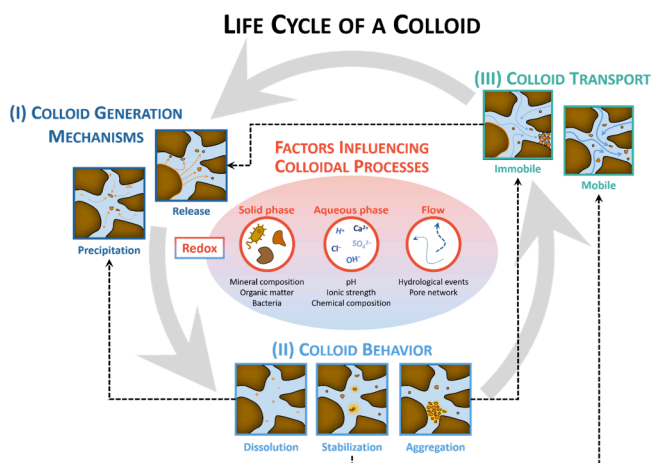 LIFE CYCLE OF A COLLOID
(III) COLLOID TRANSPORT
(I) COLLOID GENERATION
MECHANISMS
FACTORS INFLUENCING
COLLOIDAL PROCESSES
Immobile
Mobile
Release
Precipitation
Redox
Solid phase
Aqueous phase
Flow
H⁺
Ca²⁺
Cl⁻
SO₄²⁻
OH⁻
Mineral composition
Organic matter
Bacteria
pH
Ionic strength
Chemical composition
Hydrological events
Pore network
(II) COLLOID BEHAVIOR
Dissolution
Stabilization
Aggregation